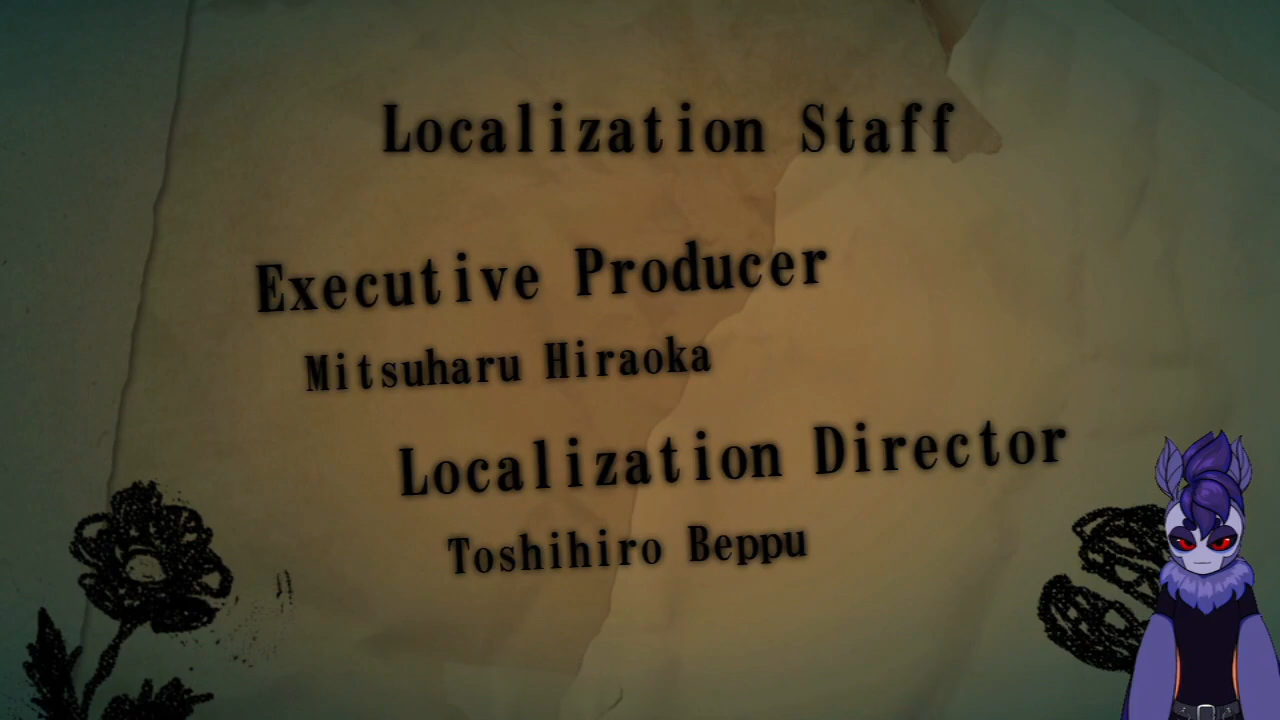 Localization Staff
Executive Producer
Mitsuharu Hiraoka
Localization Director
Toshihiro Beppu